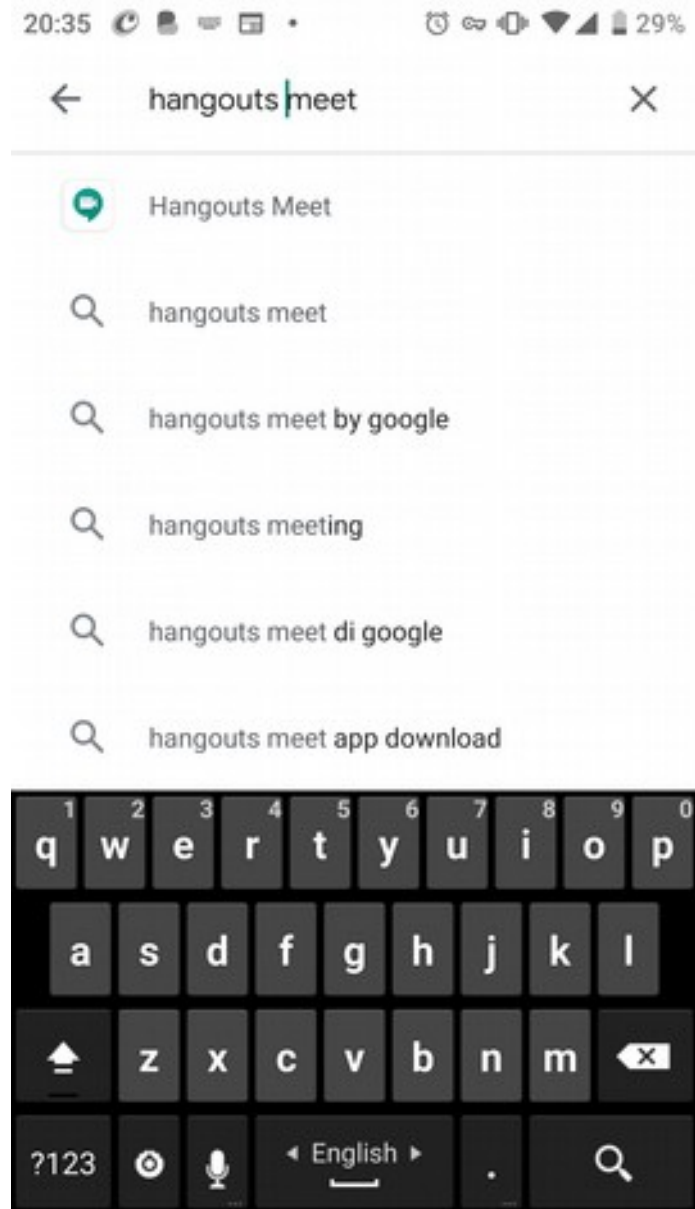 20:35 29%
hangouts meet
Hangouts Meet
hangouts meet
hangouts meet by google
hangouts meeting
hangouts meet di google
hangouts meet app download
1 2 3 4 5 6 7 8 9 0
q w e r t y u i o p
a s d f g h j k l
z x c v b n m
?123 English .